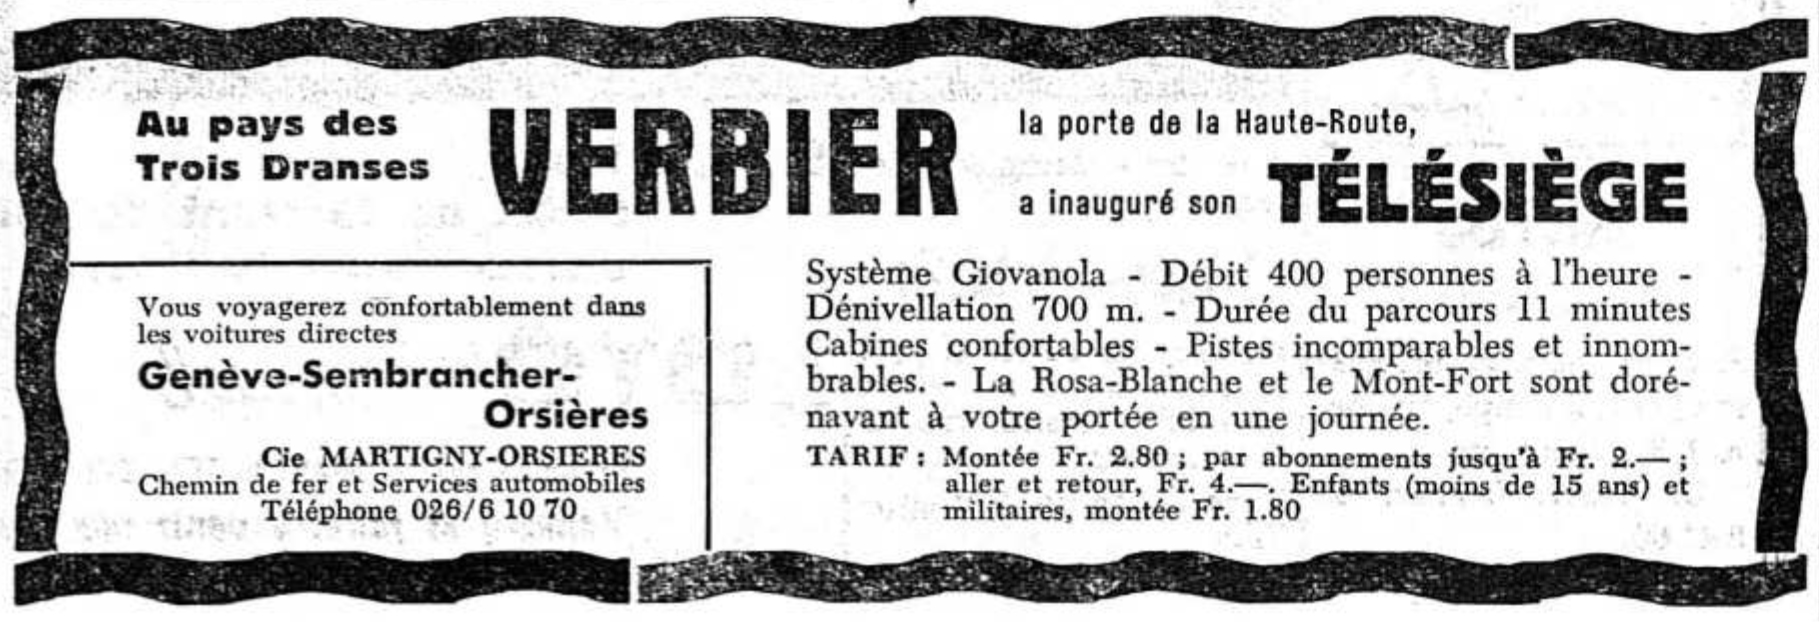 Au pays des
Trois Dranses
VERBIER
la porte de la Haute-Route,
a inauguré son TÉLÉSIÈGE
Vous voyagerez confortablement dans
les voitures directes
Genève-Sembrancher-
Orsières
Cie MARTIGNY-ORSIERES
Chemin de fer et Services automobiles
Téléphone 026/6 10 70
Système Giovanola - Débit 400 personnes à l'heure -
Dénivellation 700 m. - Durée du parcours 11 minutes
Cabines confortables - Pistes incomparables et innom-
brables. - La Rosa-Blanche et le Mont-Fort sont doré-
navant à votre portée en une journée.
TARIF : Montée Fr. 2.80 ; par abonnements jusqu'à Fr. 2.— ;
aller et retour, Fr. 4.—. Enfants (moins de 15 ans) et
militaires, montée Fr. 1.80